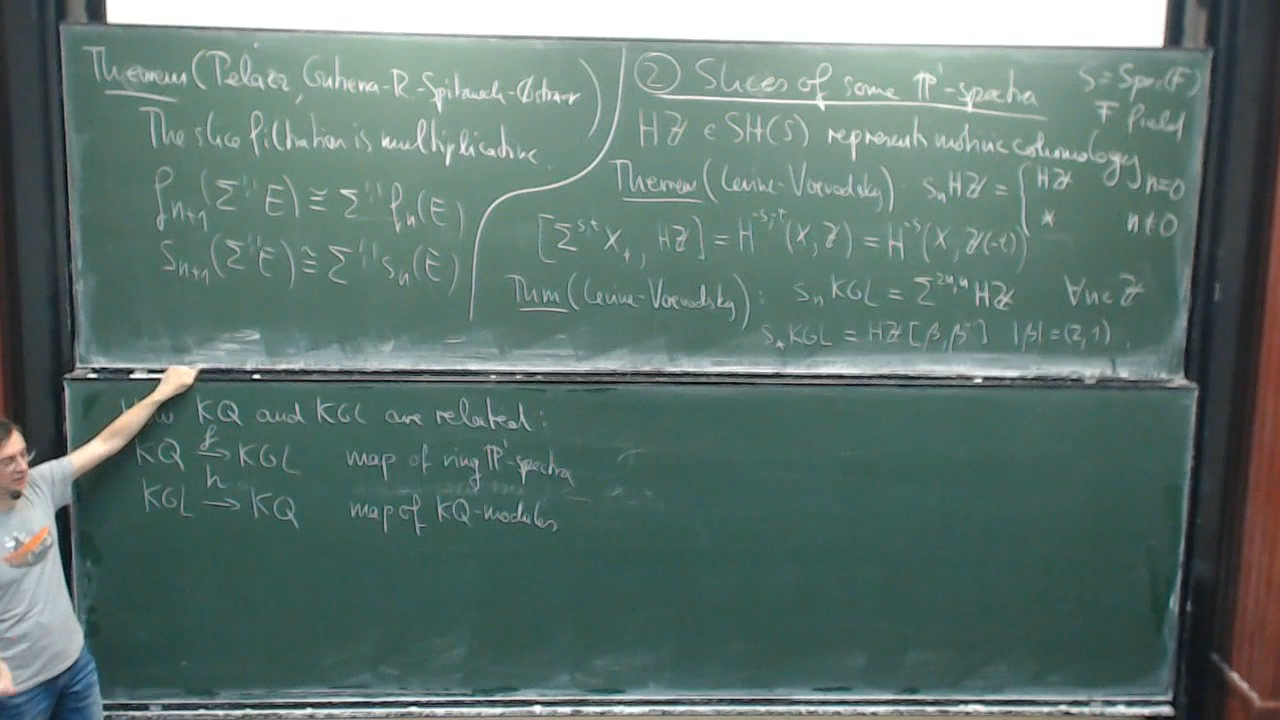 Theorem (Pelaez, Gutierrez-R-Spitzweck-Østvær)
The slice filtration is multiplicative.
f_{n+1}(Σ^{1,1} E) ≅ Σ^{1,1} f_n(E)
s_{n+1}(Σ^{1,1} E) ≅ Σ^{1,1} s_n(E)
② Slices of some P^1-spectra
S = Spec(F)
F field
HZ ∈ SH(S) represents motivic cohomology
Theorem (Levine-Voevodsky) s_n HZ = { HZ n=0
* n≠0
[Σ^{s,t} X_+, HZ] = H^{-s,-t}(X, Z) = H^{-s}(X, Z(-t))
Thm (Levine-Voevodsky): s_n KGL = Σ^{2n,n} HZ ∀n∈Z
s_* KGL = HZ[β, β^{-1}] |β| = (2,1).
KQ and KGL are related:
KQ →^f KGL map of ring P^1-spectra
KGL →^h KQ map of KQ-modules